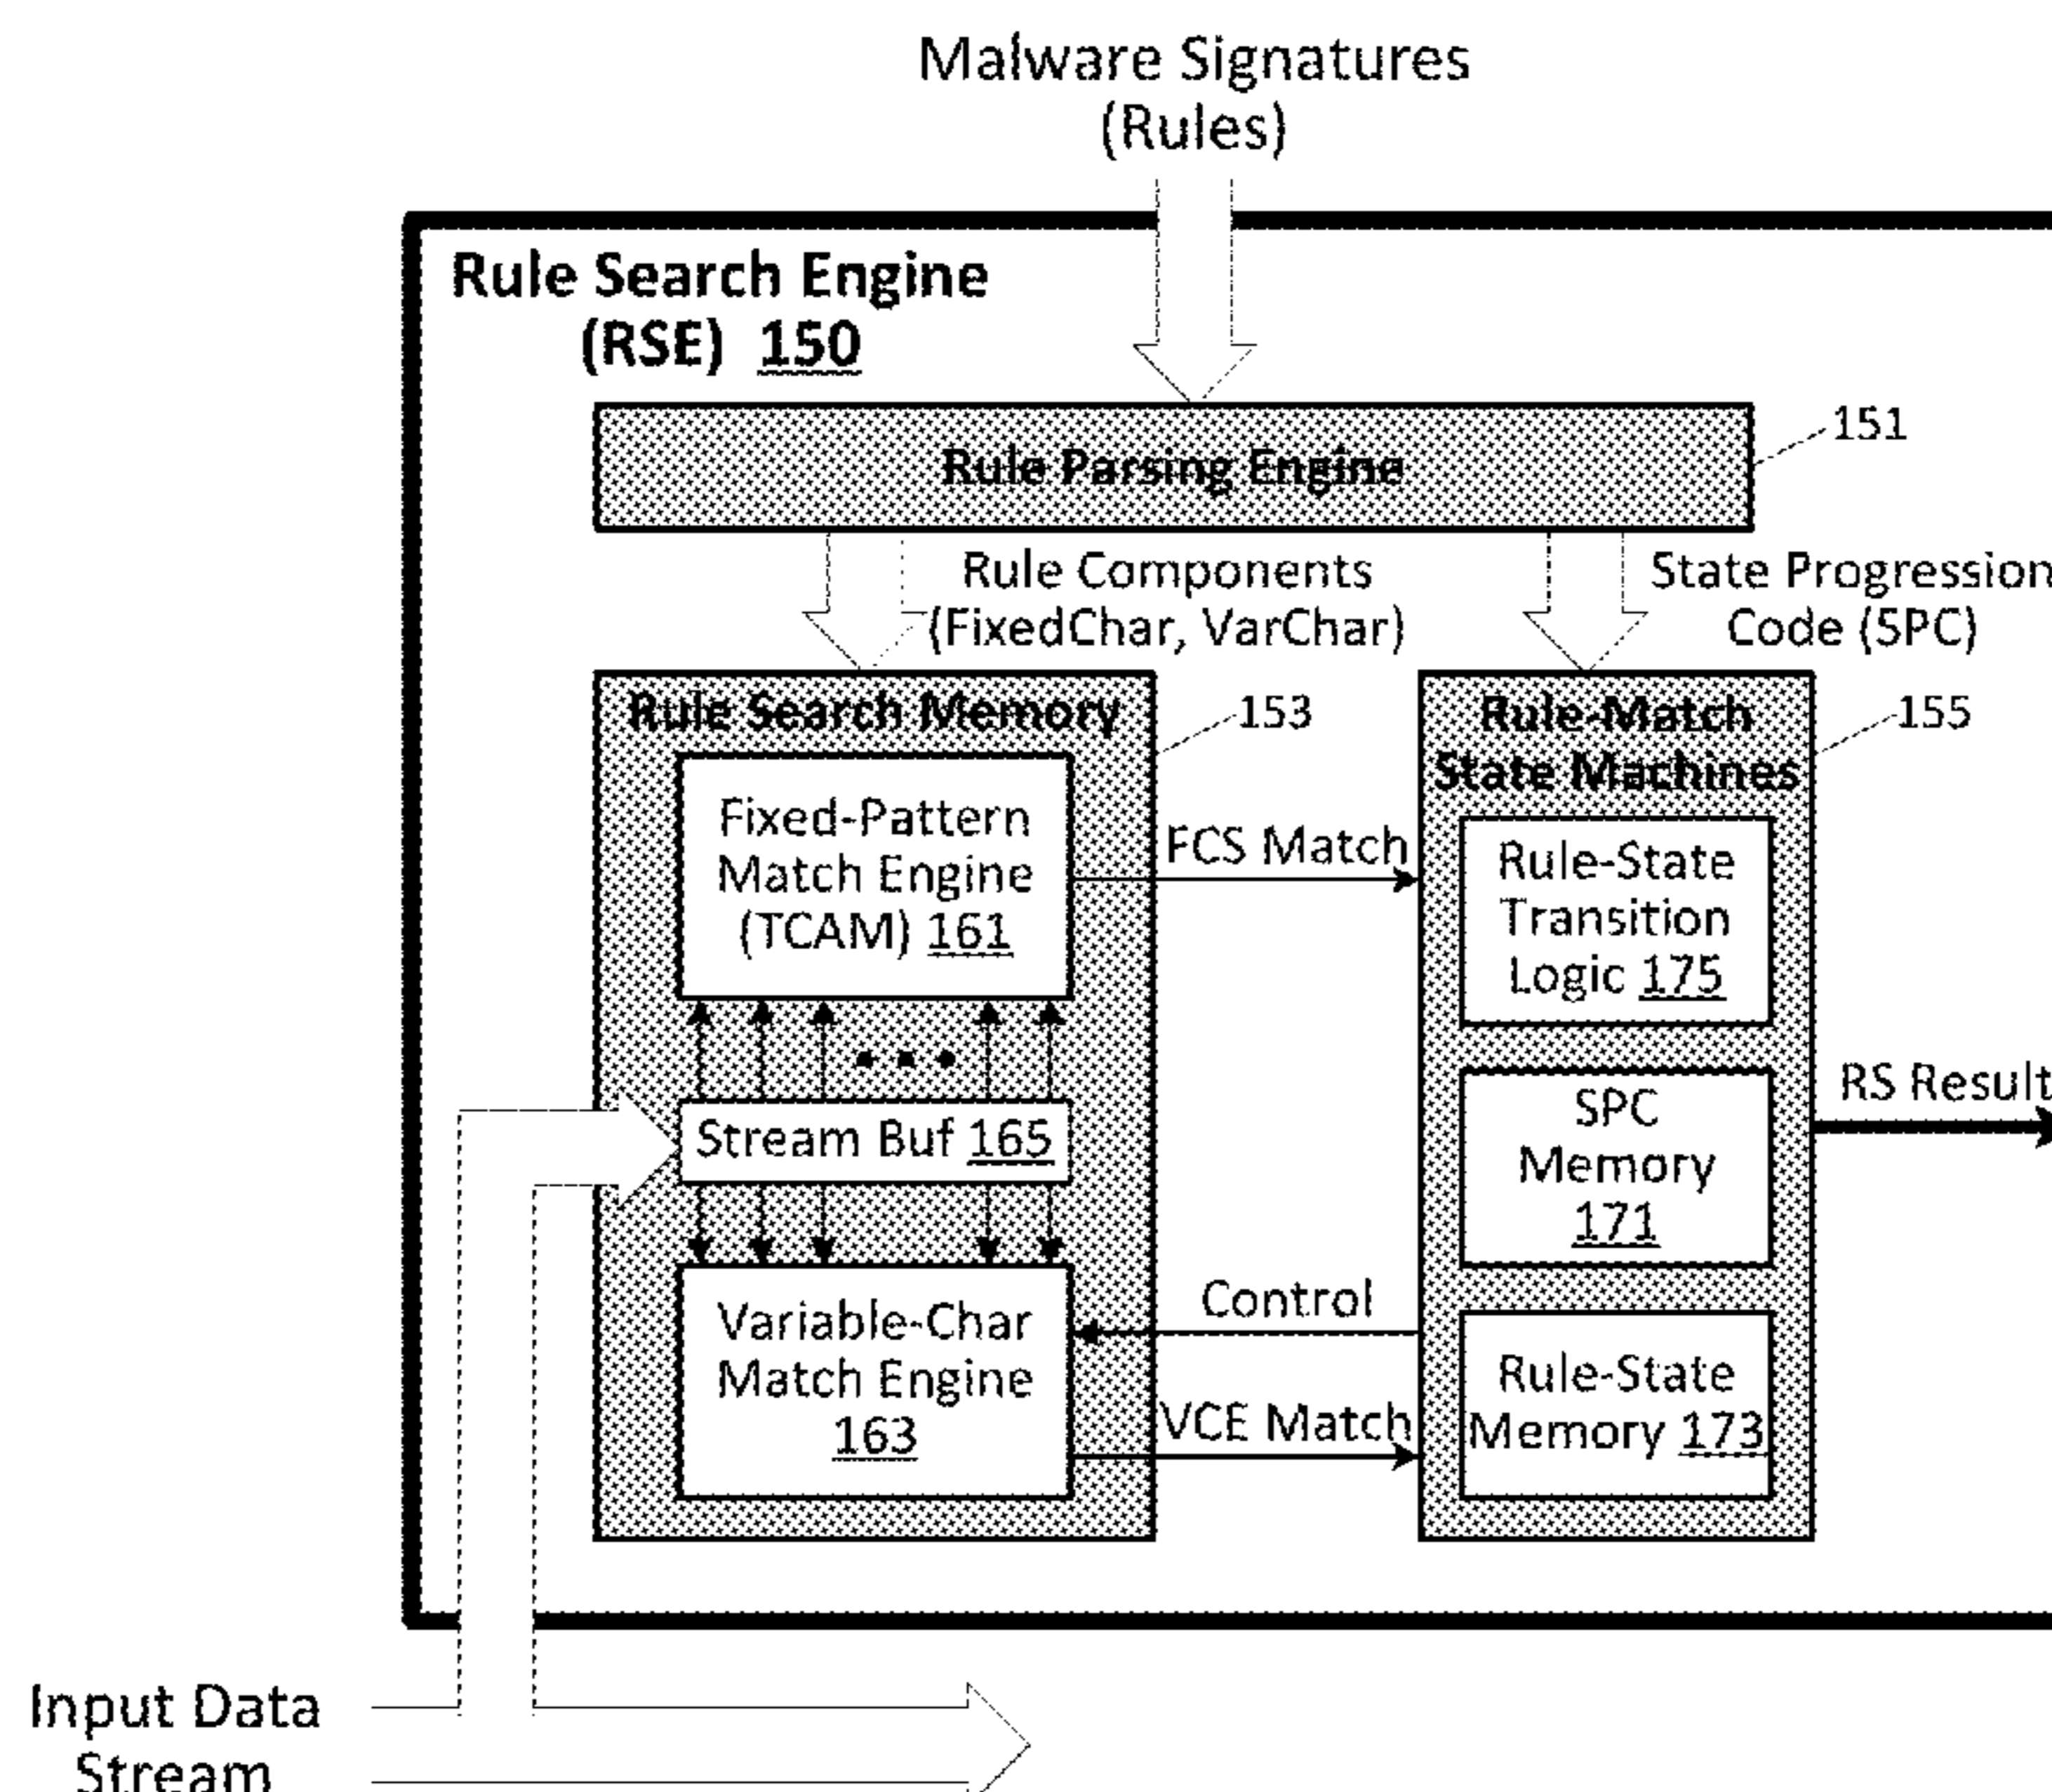 Malware Signatures
(Rules)
Rule Search Engine
(RSE) 150
Rule Parsing Engine
151
Rule Components
(FixedChar, VarChar)
State Progression
Code (SPC)
Rule Search Memory
153
Rule-Match
State Machines
155
Fixed-Pattern
Match Engine
(TCAM) 161
FCS Match
Rule-State
Transition
Logic 175
Stream Buf 165
SPC
Memory
171
RS Result
Variable-Char
Match Engine
163
Control
VCE Match
Rule-State
Memory 173
Input Data
Stream